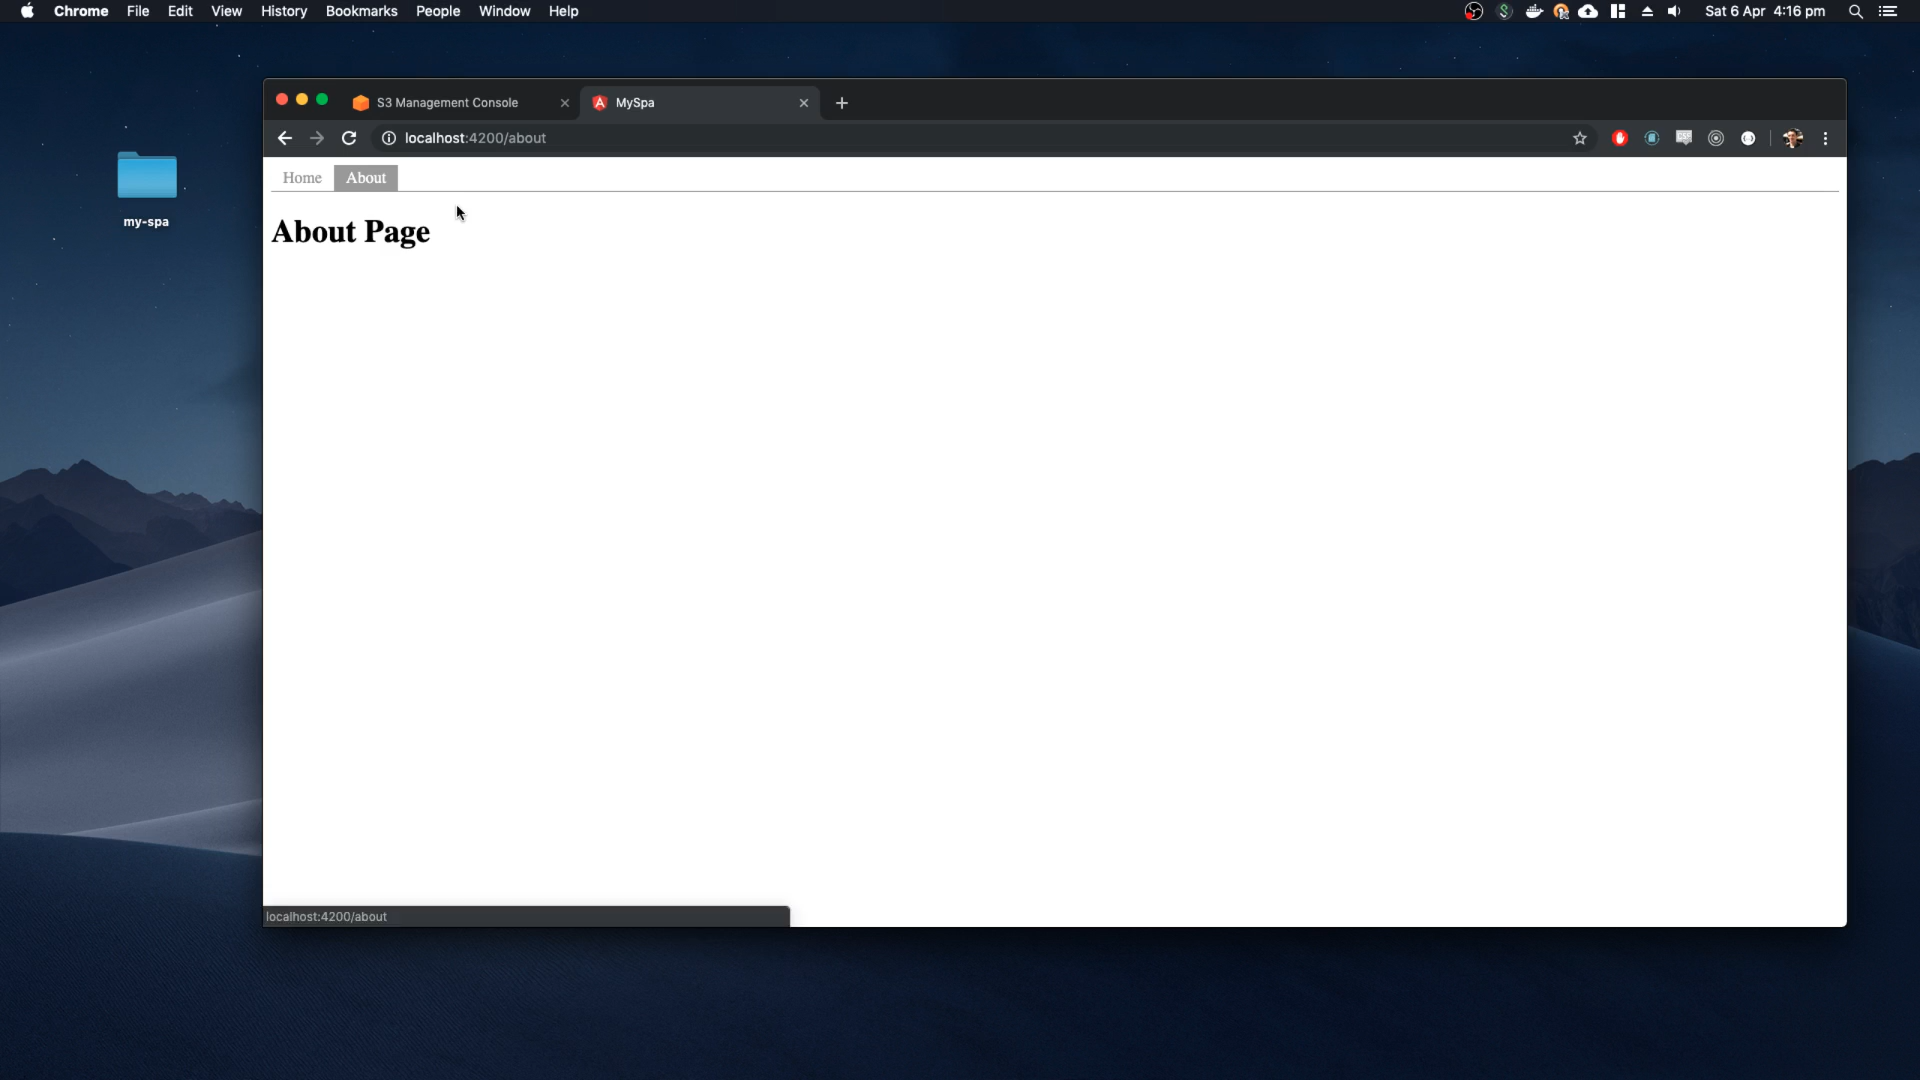 Chrome File Edit View History Bookmarks People Window Help
Sat 6 Apr 4:16 pm
S3 Management Console
MySpa
localhost:4200/about
Home About
my-spa
About Page
localhost:4200/about